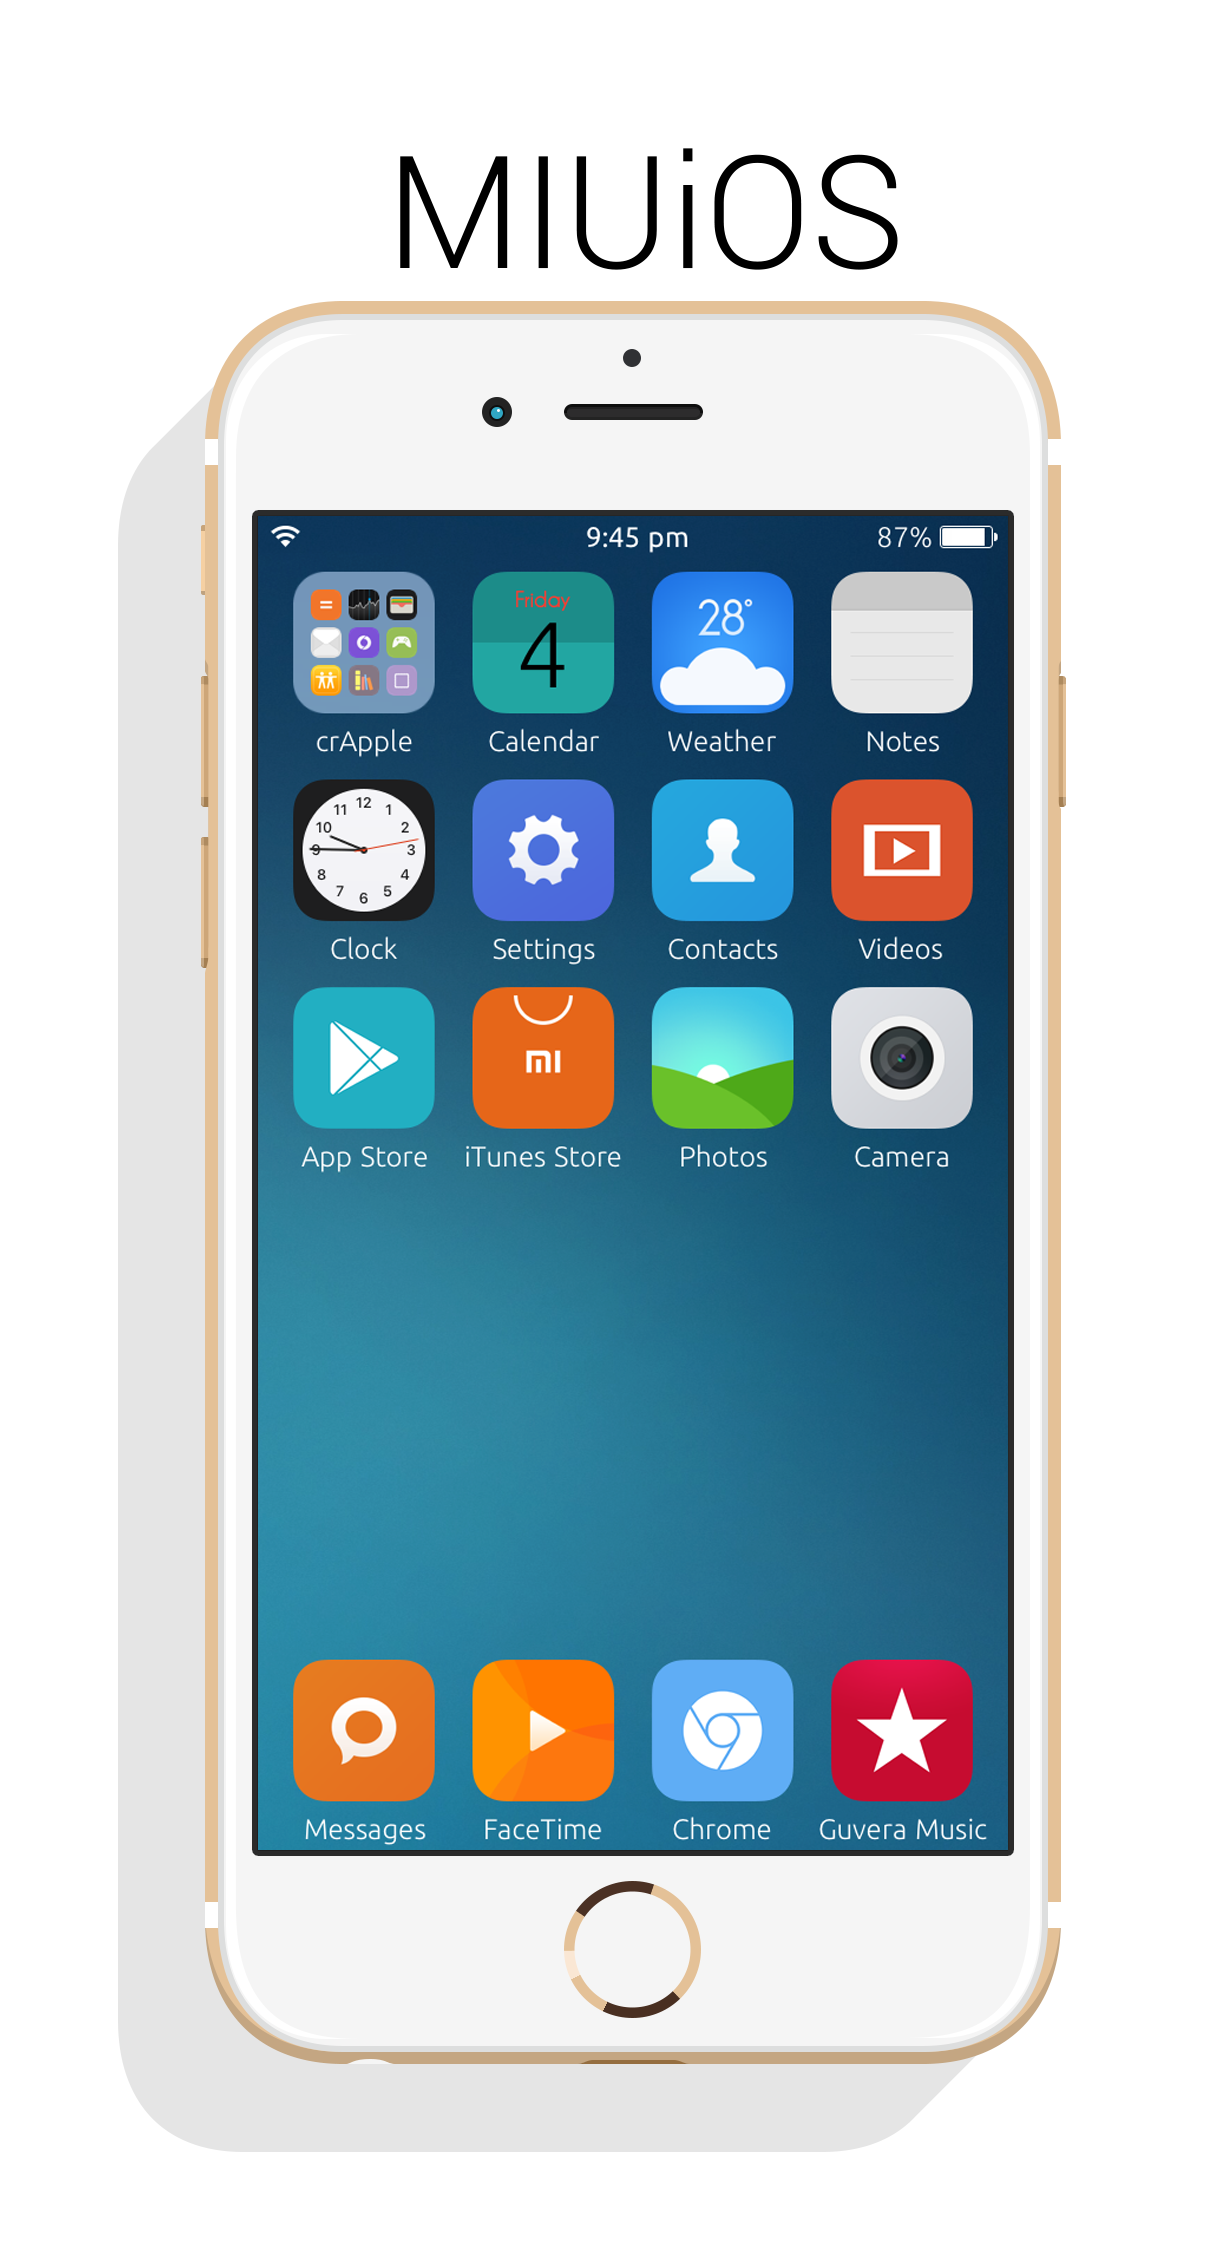 MIUiOS
9:45 pm
87%
Friday
4
28°
crApple
Calendar
Weather
Notes
12
11
1
10
2
9
3
8
4
7
5
6
Clock
Settings
Contacts
Videos
mi
App Store
iTunes Store
Photos
Camera
Messages
FaceTime
Chrome
Guvera Music